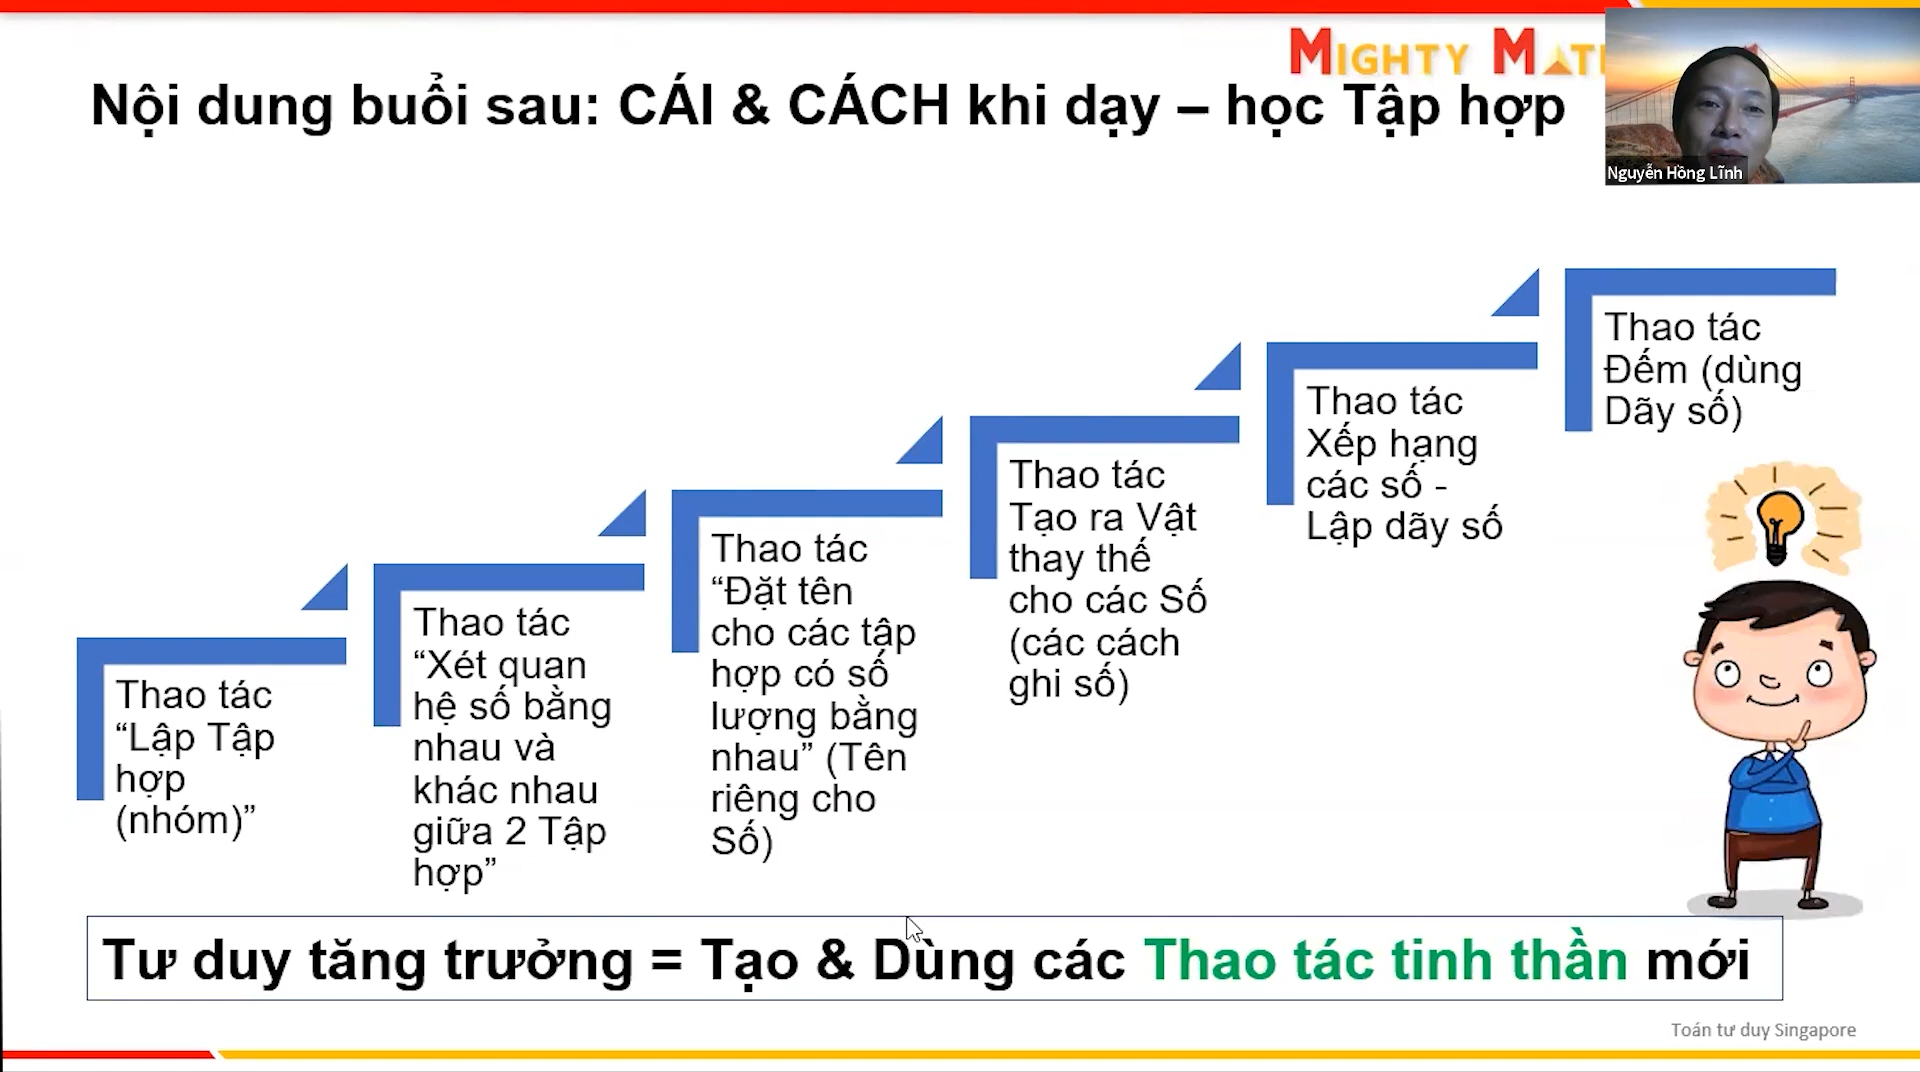 MIGHTY MAT
Nội dung buổi sau: CÁI & CÁCH khi dạy – học Tập hợp
Nguyễn Hồng Lĩnh
Thao tác
“Lập Tập
hợp
(nhóm)”
Thao tác
“Xét quan
hệ số bằng
nhau và
khác nhau
giữa 2 Tập
hợp”
Thao tác
“Đặt tên
cho các tập
hợp có số
lượng bằng
nhau” (Tên
riêng cho
Số)
Thao tác
Tạo ra Vật
thay thế
cho các Số
(các cách
ghi số)
Thao tác
Xếp hạng
các số -
Lập dãy số
Thao tác
Đếm (dùng
Dãy số)
Tư duy tăng trưởng = Tạo & Dùng các Thao tác tinh thần mới
Toán tư duy Singapore